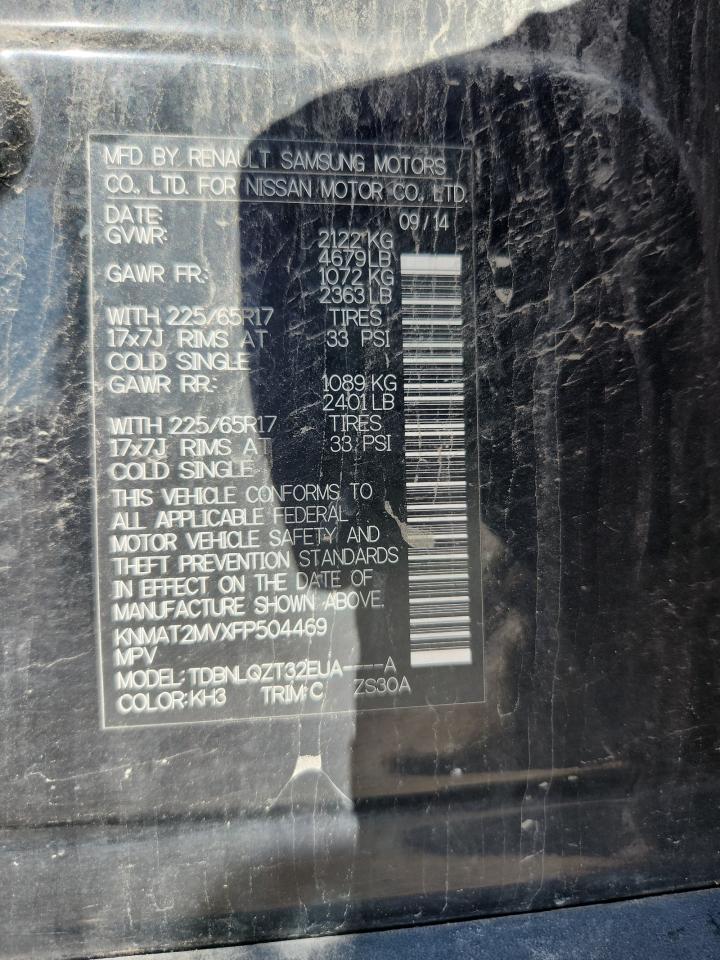 MFD BY RENAULT SAMSUNG MOTORS
CO., LTD. FOR NISSAN MOTOR CO., LTD.
DATE: 09/14
GVWR: 2122 KG
4679 LB
GAWR FR: 1072 KG
2363 LB
WITH 225/65R17 TIRES
17x7J RIMS AT 33 PSI
COLD SINGLE
GAWR RR: 1089 KG
2401 LB
WITH 225/65R17 TIRES
17x7J RIMS AT 33 PSI
COLD SINGLE
THIS VEHICLE CONFORMS TO
ALL APPLICABLE FEDERAL
MOTOR VEHICLE SAFETY AND
THEFT PREVENTION STANDARDS
IN EFFECT ON THE DATE OF
MANUFACTURE SHOWN ABOVE.
KNMAT2MVXFP504469
MPV
MODEL: TDBNLQZT32EUA----A
COLOR: KH3 TRIM: C ZS30A